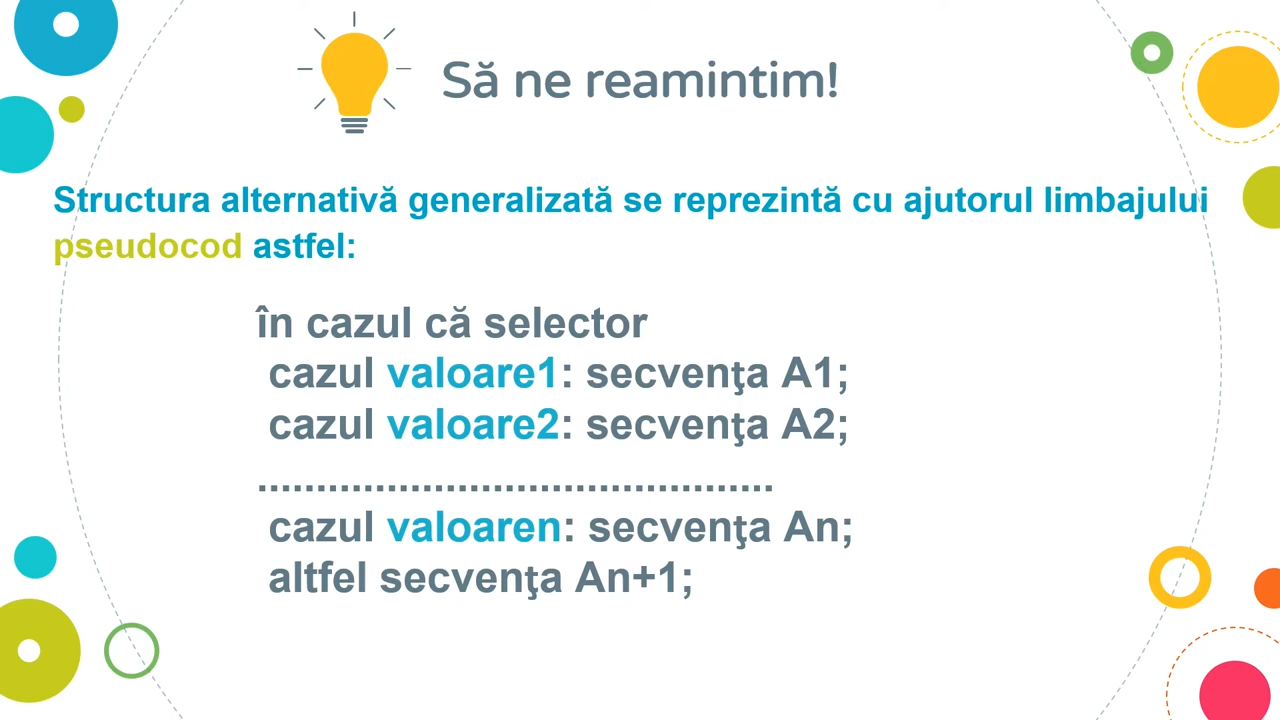 Să ne reamintim!
Structura alternativă generalizată se reprezintă cu ajutorul limbajului
pseudocod astfel:
în cazul că selector
cazul valoare1: secvenţa A1;
cazul valoare2: secvenţa A2;
............................................
cazul valoaren: secvenţa An;
altfel secvenţa An+1;